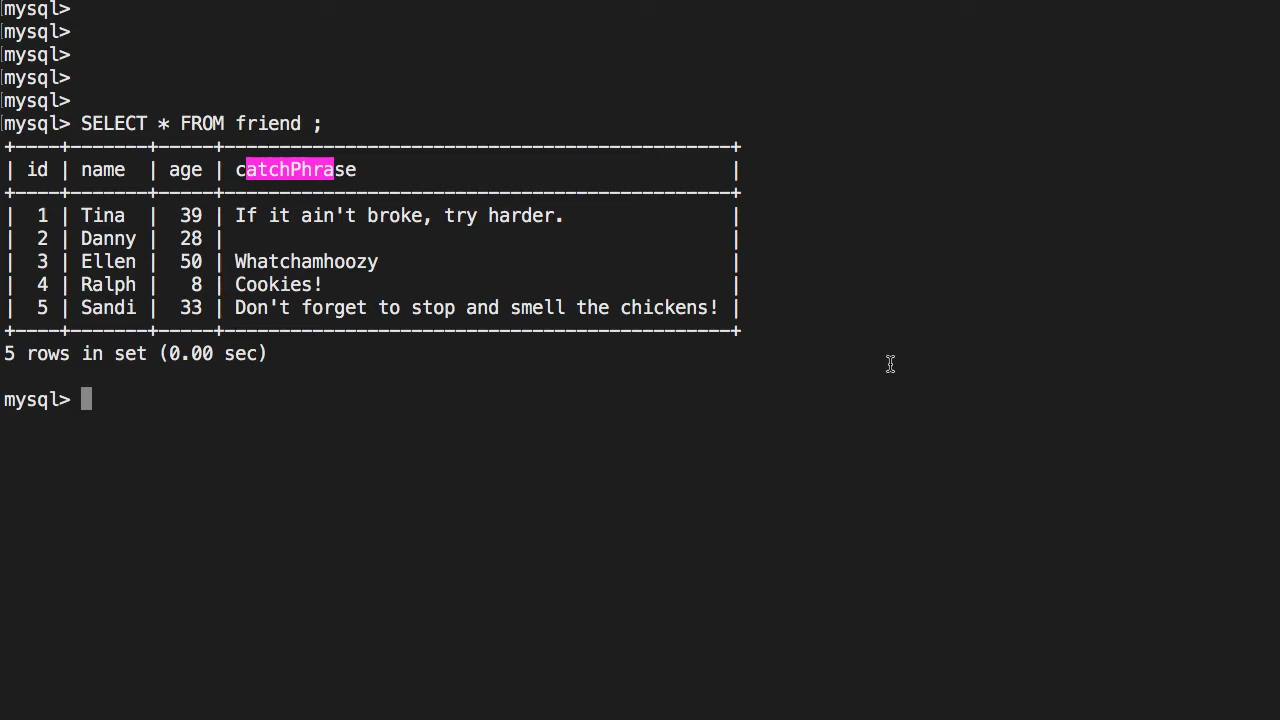 mysql>
mysql>
mysql>
mysql>
mysql>
mysql> SELECT * FROM friend ;
+----+-------+-----+----------------------------------------------+
| id | name  | age | catchPhrase                                  |
+----+-------+-----+----------------------------------------------+
|  1 | Tina  |  39 | If it ain't broke, try harder.               |
|  2 | Danny |  28 |                                              |
|  3 | Ellen |  50 | Whatchamhoozy                                |
|  4 | Ralph |   8 | Cookies!                                     |
|  5 | Sandi |  33 | Don't forget to stop and smell the chickens! |
+----+-------+-----+----------------------------------------------+
5 rows in set (0.00 sec)
mysql>